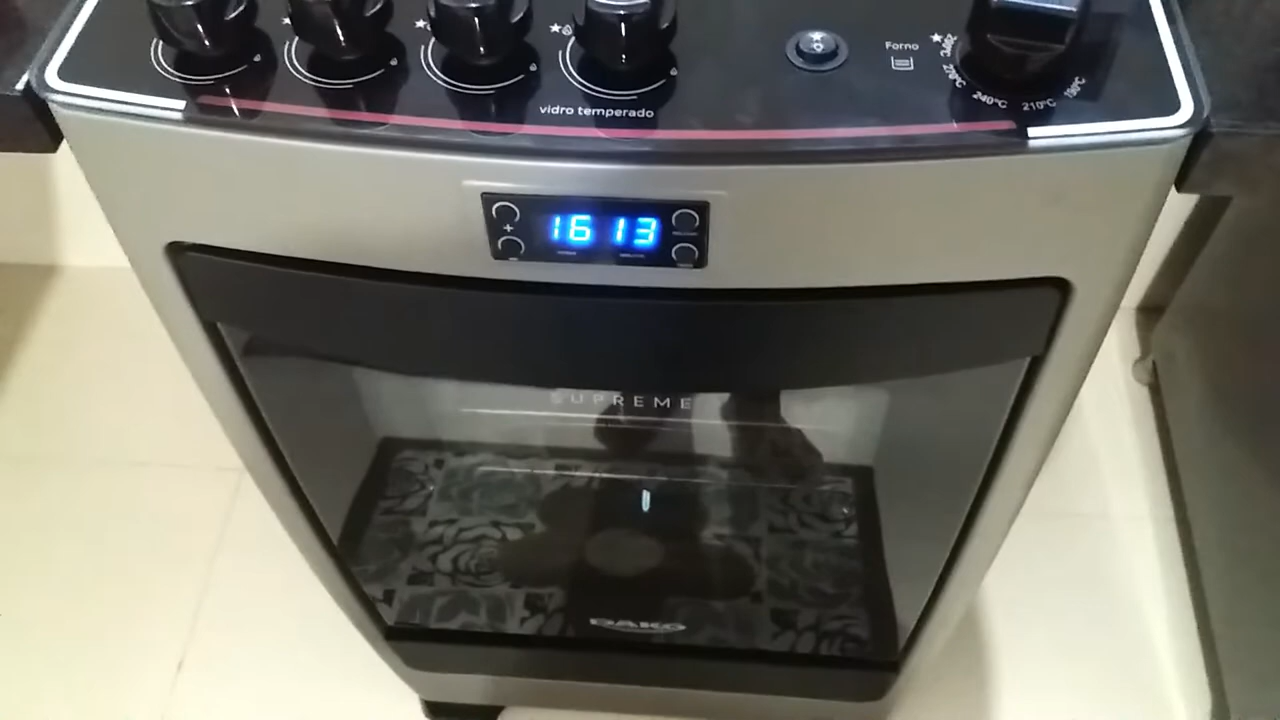 Forno
270°C
240°C
210°C
180°C
vidro temperado
+
16 13
SUPREME
DAKO